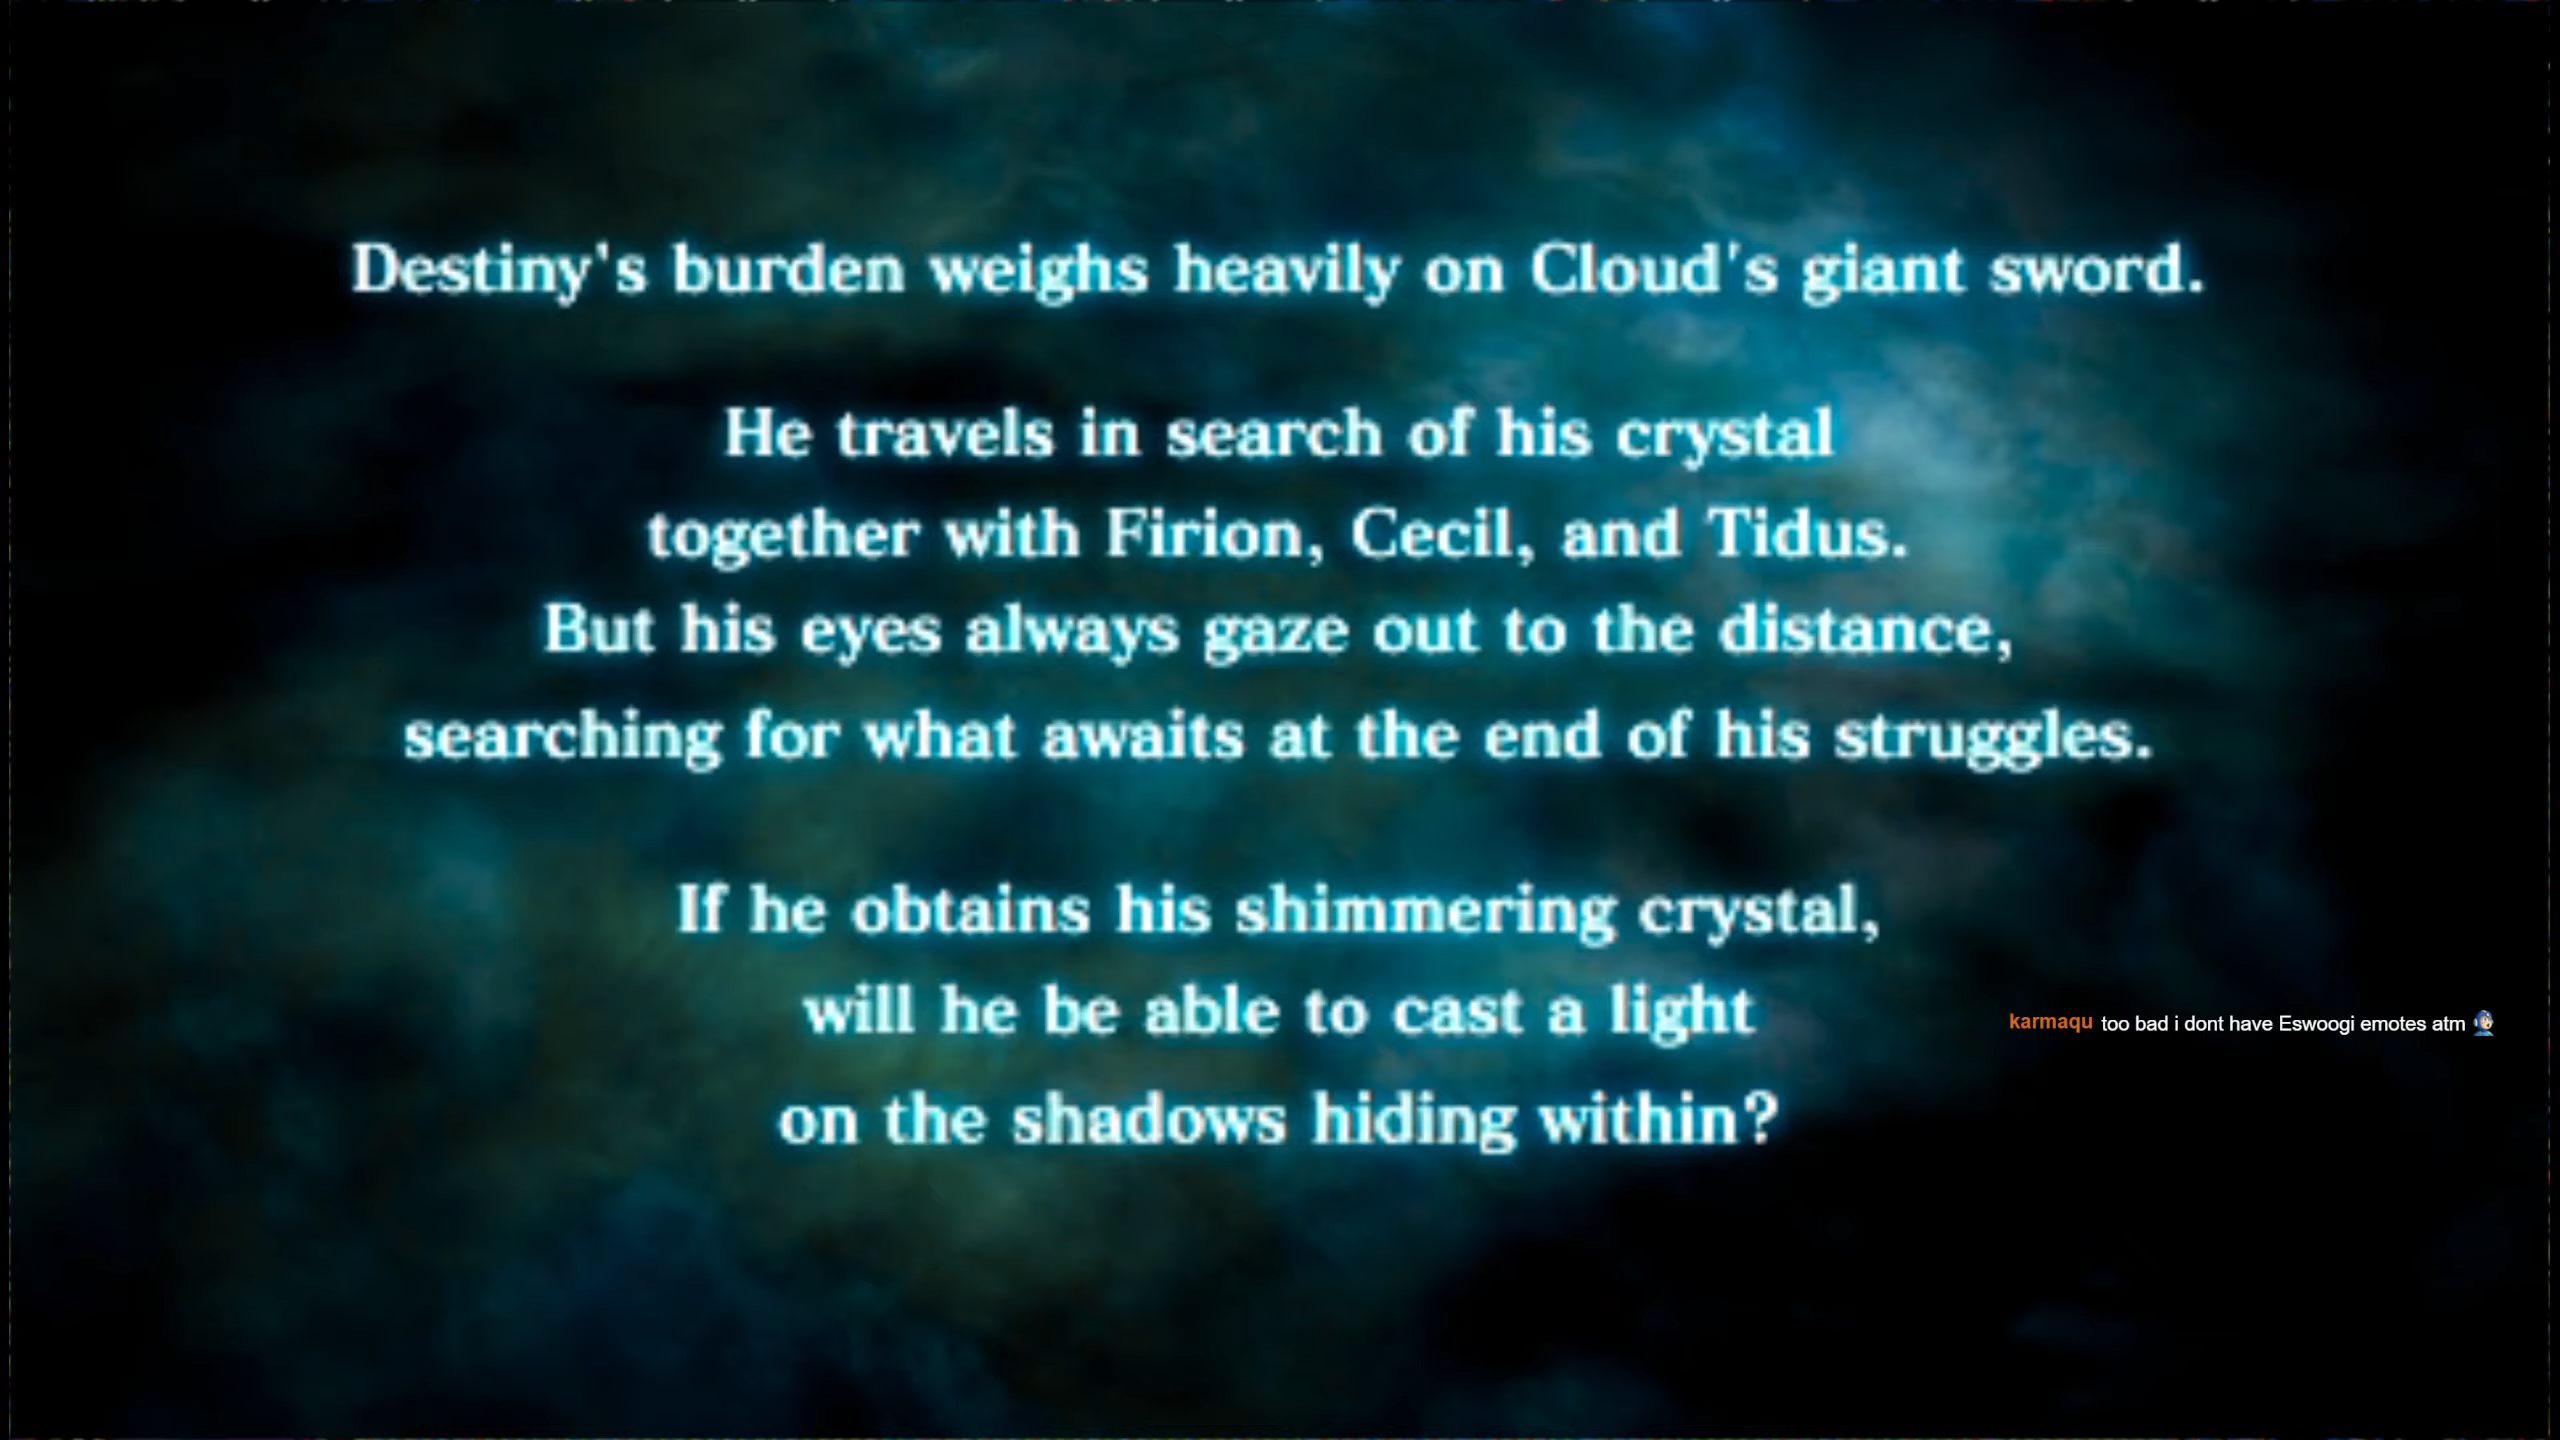 Destiny's burden weighs heavily on Cloud's giant sword.
He travels in search of his crystal
together with Firion, Cecil, and Tidus.
But his eyes always gaze out to the distance,
searching for what awaits at the end of his struggles.
If he obtains his shimmering crystal,
will he be able to cast a light
on the shadows hiding within?
karmaqu too bad i dont have Eswoogi emotes atm